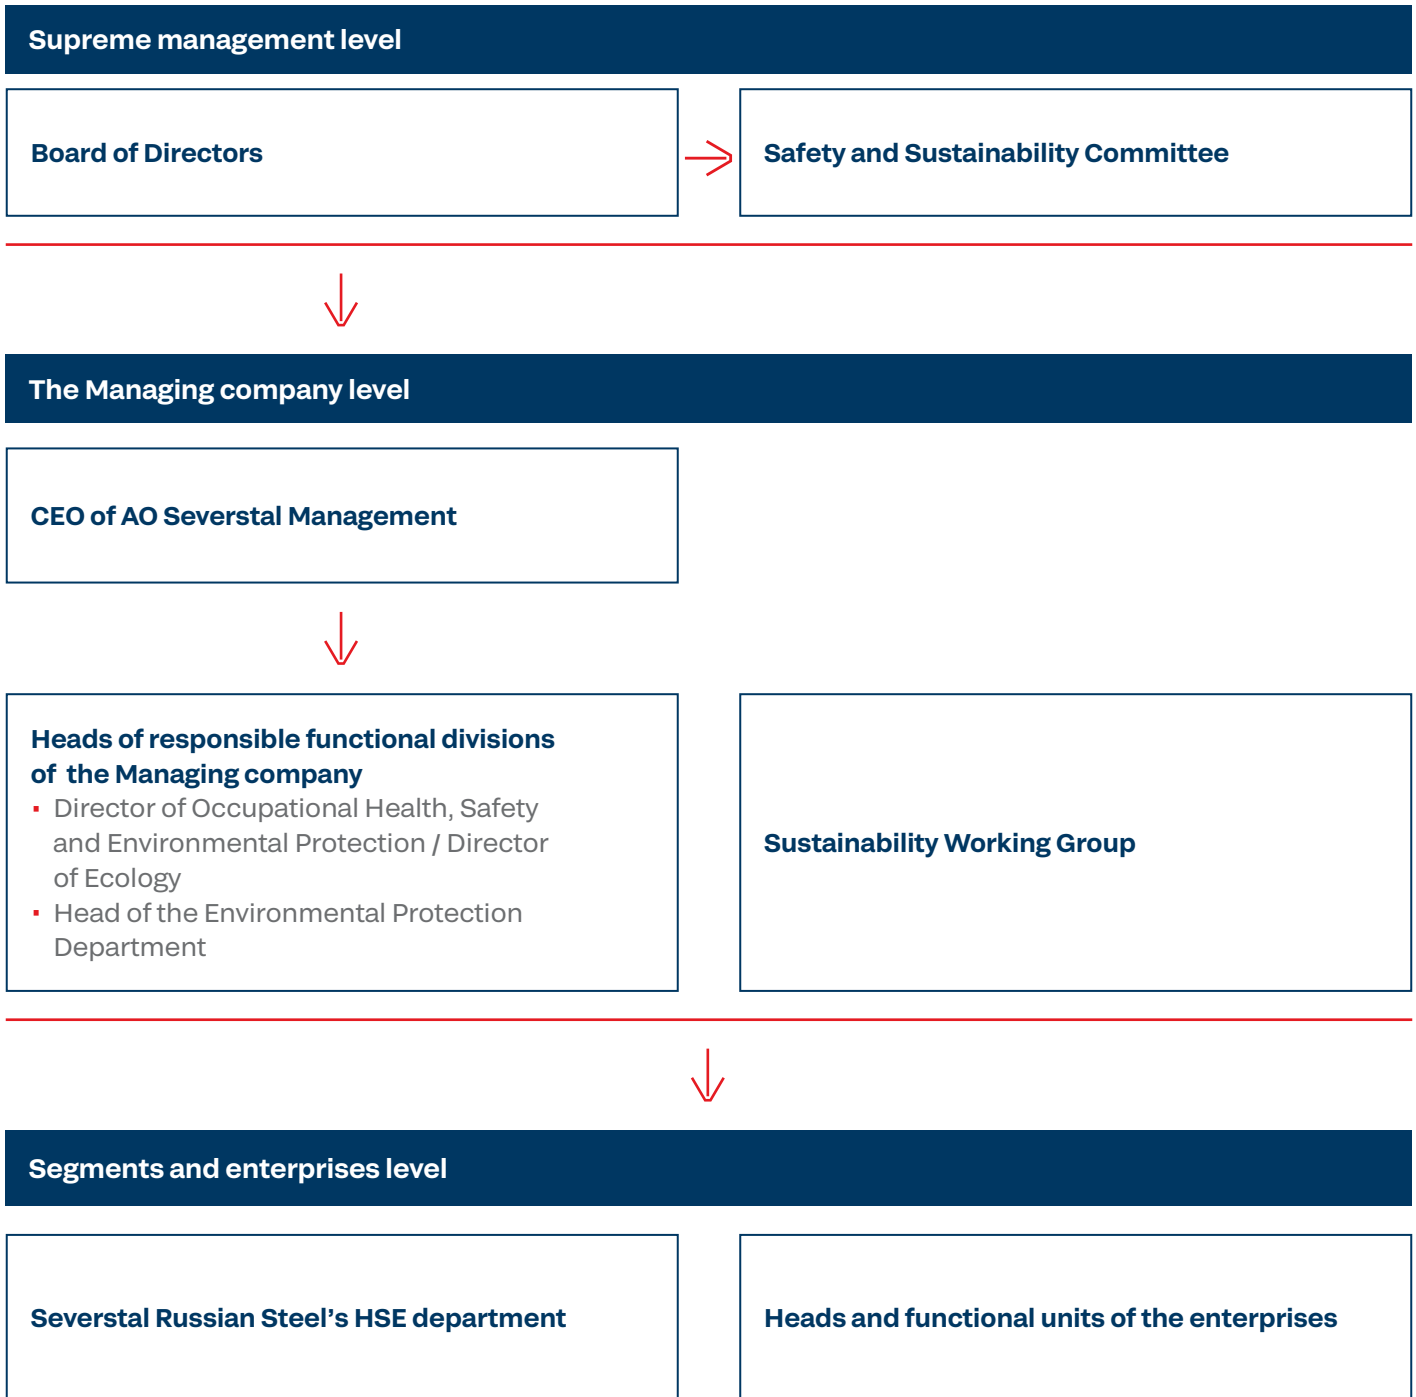 Supreme management level
Board of Directors
Safety and Sustainability Committee
The Managing company level
CEO of AO Severstal Management
Heads of responsible functional divisions
of the Managing company
▪ Director of Occupational Health, Safety
and Environmental Protection / Director
of Ecology
▪ Head of the Environmental Protection
Department
Sustainability Working Group
Segments and enterprises level
Severstal Russian Steel’s HSE department
Heads and functional units of the enterprises